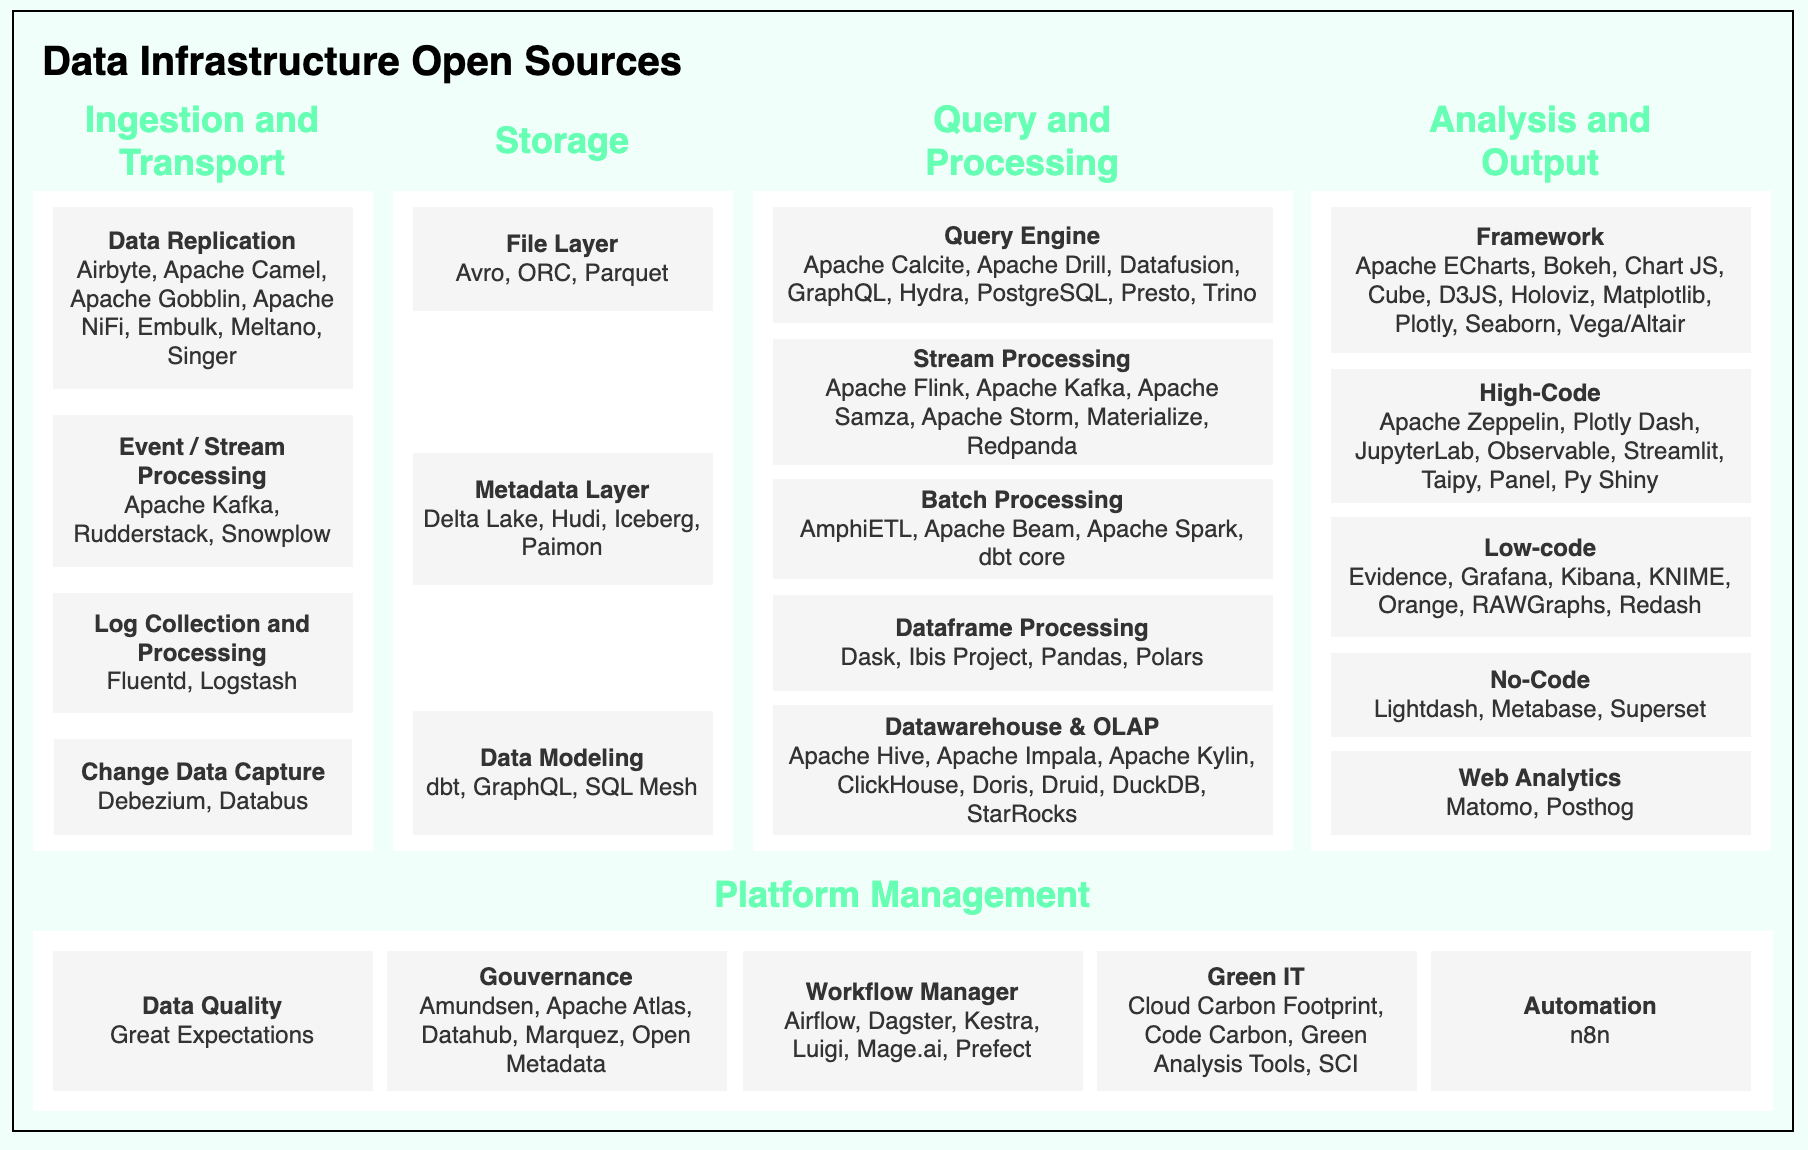 Data Infrastructure Open Sources
Ingestion and
Transport
Data Replication
Airbyte, Apache Camel,
Apache Gobblin, Apache
NiFi, Embulk, Meltano,
Singer
Event / Stream
Processing
Apache Kafka,
Rudderstack, Snowplow
Log Collection and
Processing
Fluentd, Logstash
Change Data Capture
Debezium, Databus
Storage
File Layer
Avro, ORC, Parquet
Metadata Layer
Delta Lake, Hudi, Iceberg,
Paimon
Data Modeling
dbt, GraphQL, SQL Mesh
Query and
Processing
Query Engine
Apache Calcite, Apache Drill, Datafusion,
GraphQL, Hydra, PostgreSQL, Presto, Trino
Stream Processing
Apache Flink, Apache Kafka, Apache
Samza, Apache Storm, Materialize,
Redpanda
Batch Processing
AmphiETL, Apache Beam, Apache Spark,
dbt core
Dataframe Processing
Dask, Ibis Project, Pandas, Polars
Datawarehouse & OLAP
Apache Hive, Apache Impala, Apache Kylin,
ClickHouse, Doris, Druid, DuckDB,
StarRocks
Analysis and
Output
Framework
Apache ECharts, Bokeh, Chart JS,
Cube, D3JS, Holoviz, Matplotlib,
Plotly, Seaborn, Vega/Altair
High-Code
Apache Zeppelin, Plotly Dash,
JupyterLab, Observable, Streamlit,
Taipy, Panel, Py Shiny
Low-code
Evidence, Grafana, Kibana, KNIME,
Orange, RAWGraphs, Redash
No-Code
Lightdash, Metabase, Superset
Web Analytics
Matomo, Posthog
Platform Management
Data Quality
Great Expectations
Gouvernance
Amundsen, Apache Atlas,
Datahub, Marquez, Open
Metadata
Workflow Manager
Airflow, Dagster, Kestra,
Luigi, Mage.ai, Prefect
Green IT
Cloud Carbon Footprint,
Code Carbon, Green
Analysis Tools, SCI
Automation
n8n